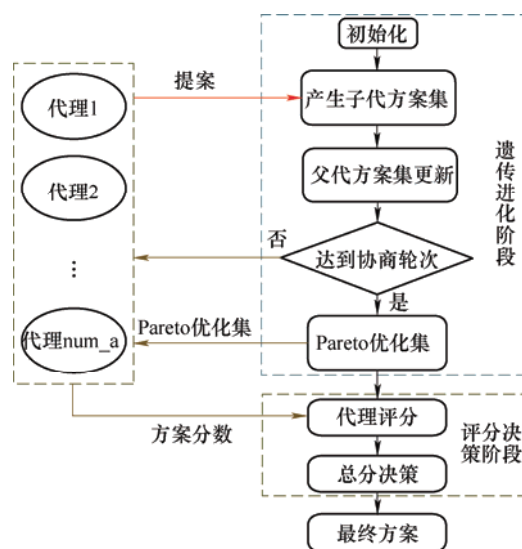 初始化
提案
代理1
产生子代方案集
代理2
父代方案集更新
遗传进化阶段
否
达到协商轮次
...
是
代理num_a
Pareto优化集
Pareto优化集
方案分数
代理评分
评分决
策阶段
总分决策
最终方案